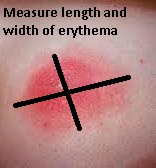 Measure length and
width of erythema